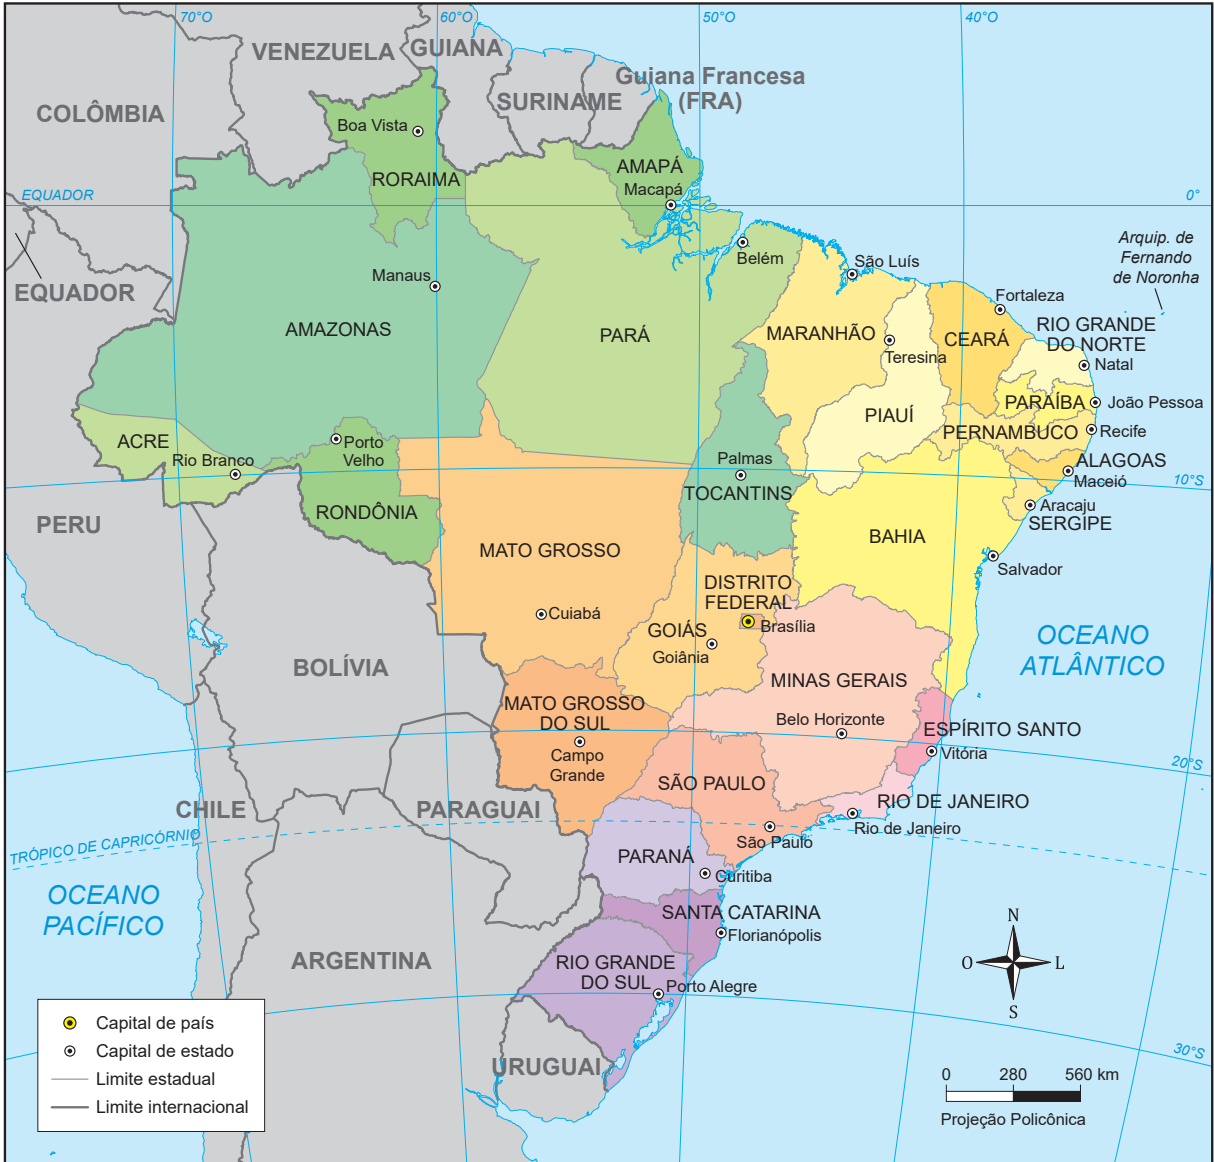 70°O
60°O
50°O
40°O
VENEZUELA
GUIANA
SURINAME
Guiana Francesa
(FRA)
COLÔMBIA
Boa Vista
RORAIMA
AMAPÁ
Macapá
EQUADOR
0°
Arquip. de
Fernando
de Noronha
EQUADOR
Belém
São Luís
Manaus
Fortaleza
AMAZONAS
PARÁ
MARANHÃO
Teresina
CEARÁ
RIO GRANDE
DO NORTE
Natal
PARAÍBA
João Pessoa
PIAUÍ
PERNAMBUCO
Recife
ACRE
Rio Branco
Porto
Velho
Palmas
TOCANTINS
ALAGOAS
Maceió
10°S
Aracaju
SERGIPE
PERU
RONDÔNIA
MATO GROSSO
BAHIA
Salvador
DISTRITO
FEDERAL
Brasília
Cuiabá
GOIÁS
Goiânia
OCEANO
ATLÂNTICO
BOLÍVIA
MINAS GERAIS
Belo Horizonte
MATO GROSSO
DO SUL
Campo
Grande
ESPÍRITO SANTO
Vitória
20°S
SÃO PAULO
São Paulo
RIO DE JANEIRO
Rio de Janeiro
CHILE
PARAGUAI
TRÓPICO DE CAPRICÓRNIO
PARANÁ
Curitiba
OCEANO
PACÍFICO
SANTA CATARINA
Florianópolis
ARGENTINA
RIO GRANDE
DO SUL
Porto Alegre
N
O
L
S
URUGUAI
30°S
Capital de país
Capital de estado
Limite estadual
Limite internacional
0
280
560 km
Projeção Policônica